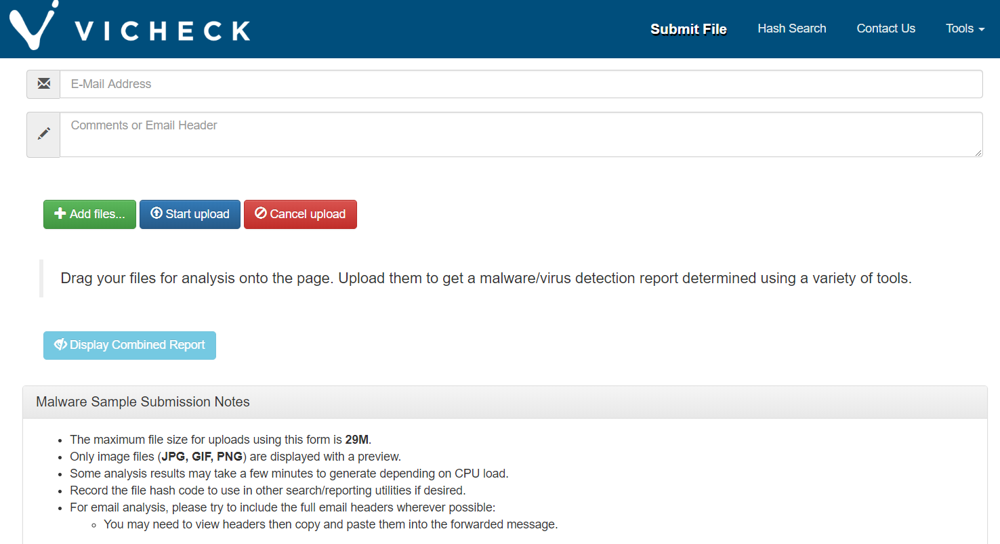 VICHECK
Submit File
Hash Search
Contact Us
Tools
E-Mail Address
Comments or Email Header
Add files...
Start upload
Cancel upload
Drag your files for analysis onto the page. Upload them to get a malware/virus detection report determined using a variety of tools.
Display Combined Report
Malware Sample Submission Notes
The maximum file size for uploads using this form is 29M.
Only image files (JPG, GIF, PNG) are displayed with a preview.
Some analysis results may take a few minutes to generate depending on CPU load.
Record the file hash code to use in other search/reporting utilities if desired.
For email analysis, please try to include the full email headers wherever possible:
You may need to view headers then copy and paste them into the forwarded message.